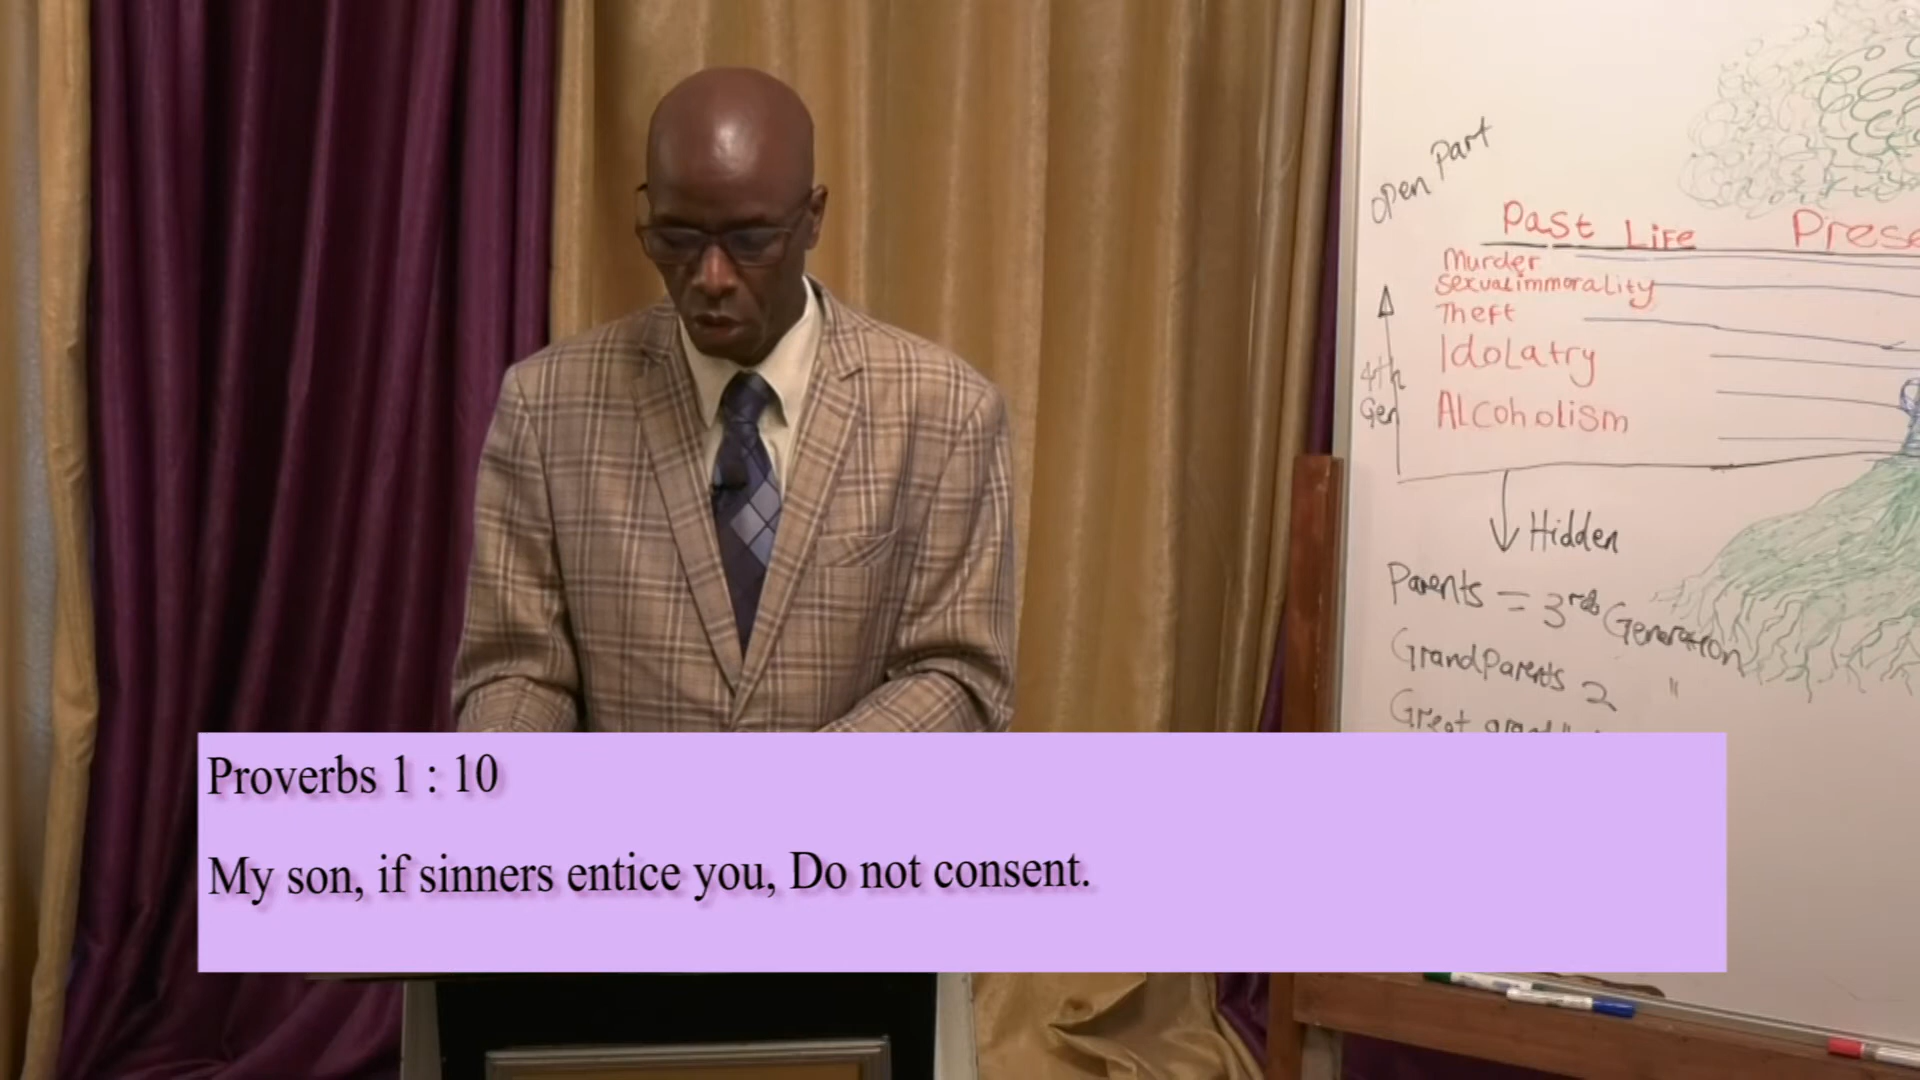 open Part
Past Life
Murder
Sexualimmorality
Theft
Idolatry
Alcoholism
4th
Gen
Hidden
Parents = 3rd Generation
GrandParents 2 "
Great
Proverbs 1 : 10
My son, if sinners entice you, Do not consent.